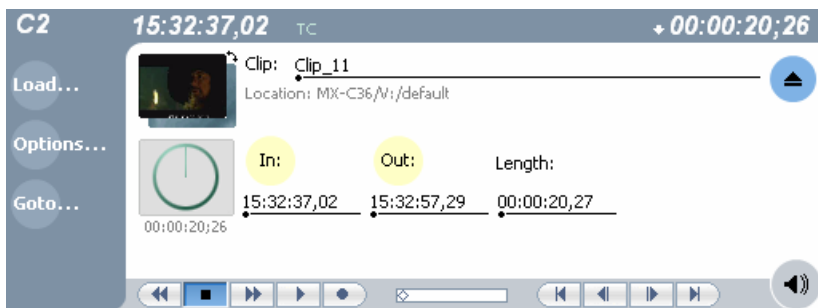 C2 15:32:37,02 TC 00:00:20;26
Load...
Clip: Clip_11
Location: MX-C36/V:/default
Options...
In: Out: Length:
Goto...
15:32:37,02 15:32:57,29 00:00:20,27
00:00:20;26